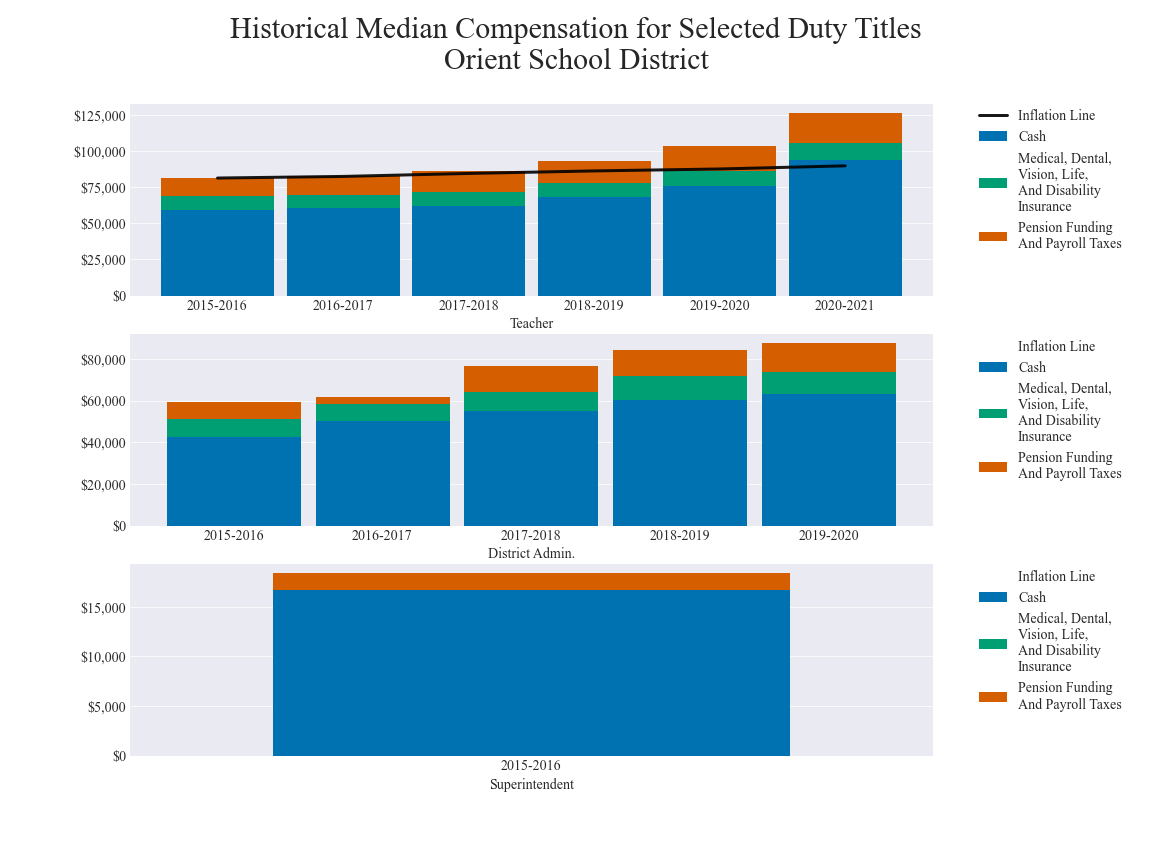 Historical Median Compensation for Selected Duty Titles
Orient School District
$125,000
$100,000
$75,000
$50,000
$25,000
$0
2015-2016
2016-2017
2017-2018
2018-2019
2019-2020
2020-2021
Teacher
Inflation Line
Cash
Medical, Dental,
Vision, Life,
And Disability
Insurance
Pension Funding
And Payroll Taxes
$80,000
$60,000
$40,000
$20,000
$0
2015-2016
2016-2017
2017-2018
2018-2019
2019-2020
District Admin.
Inflation Line
Cash
Medical, Dental,
Vision, Life,
And Disability
Insurance
Pension Funding
And Payroll Taxes
$15,000
$10,000
$5,000
$0
2015-2016
Superintendent
Inflation Line
Cash
Medical, Dental,
Vision, Life,
And Disability
Insurance
Pension Funding
And Payroll Taxes